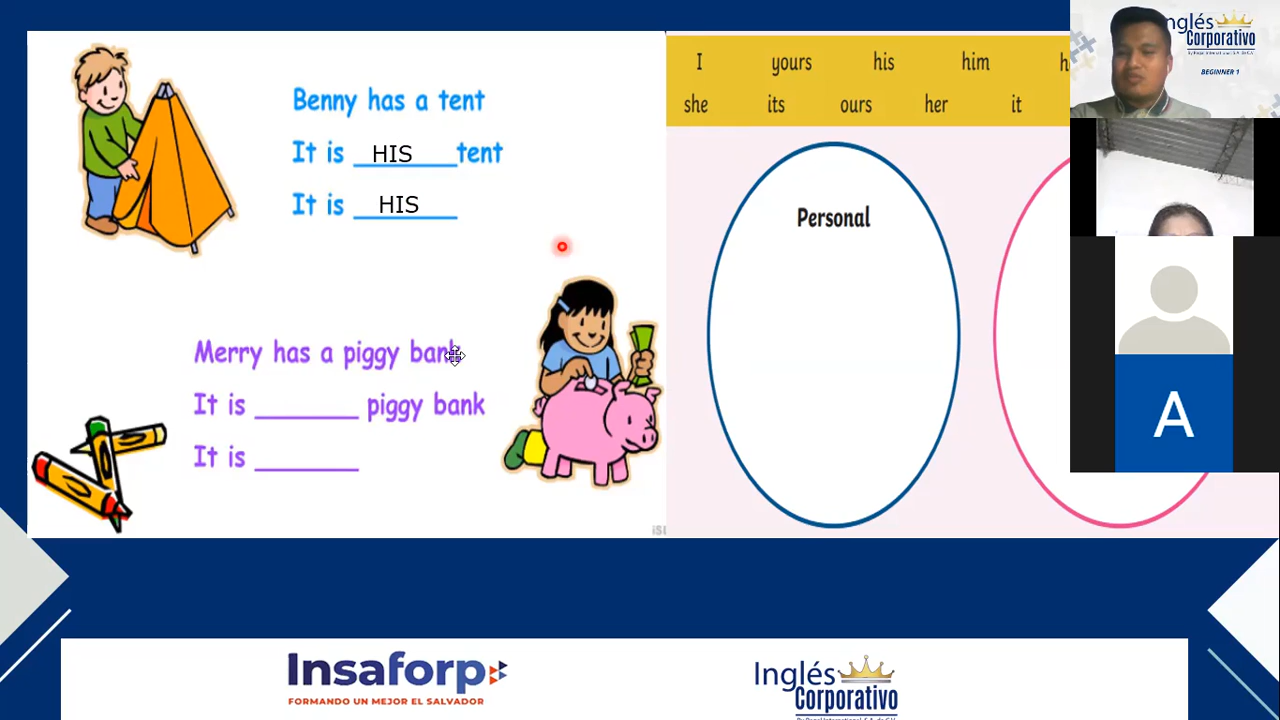 Benny has a tent
It is HIS tent
It is HIS
Merry has a piggy bank
It is _______ piggy bank
It is _______
I yours his him
she its ours her it
Personal
Inglés
Corporativo
BEGINNER 1
A
Insaforp
FORMANDO UN MEJOR EL SALVADOR
Inglés
Corporativo